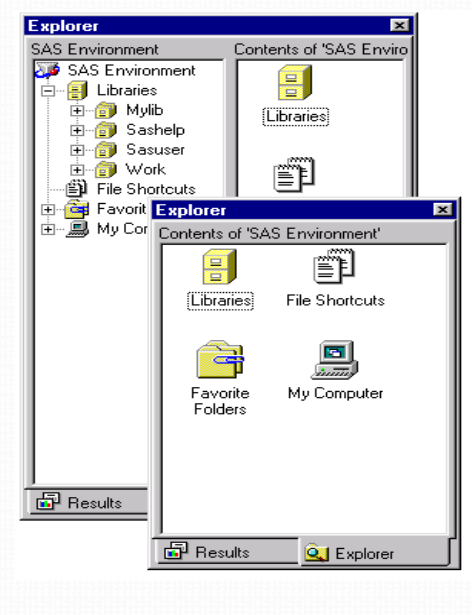 Explorer
SAS Environment
Contents of 'SAS Enviro
SAS Environment
Libraries
Mylib
Sashelp
Sasuser
Work
File Shortcuts
Favorit
My Cor
Libraries
Results
Explorer
Contents of 'SAS Environment'
Libraries
File Shortcuts
Favorite
Folders
My Computer
Results
Explorer